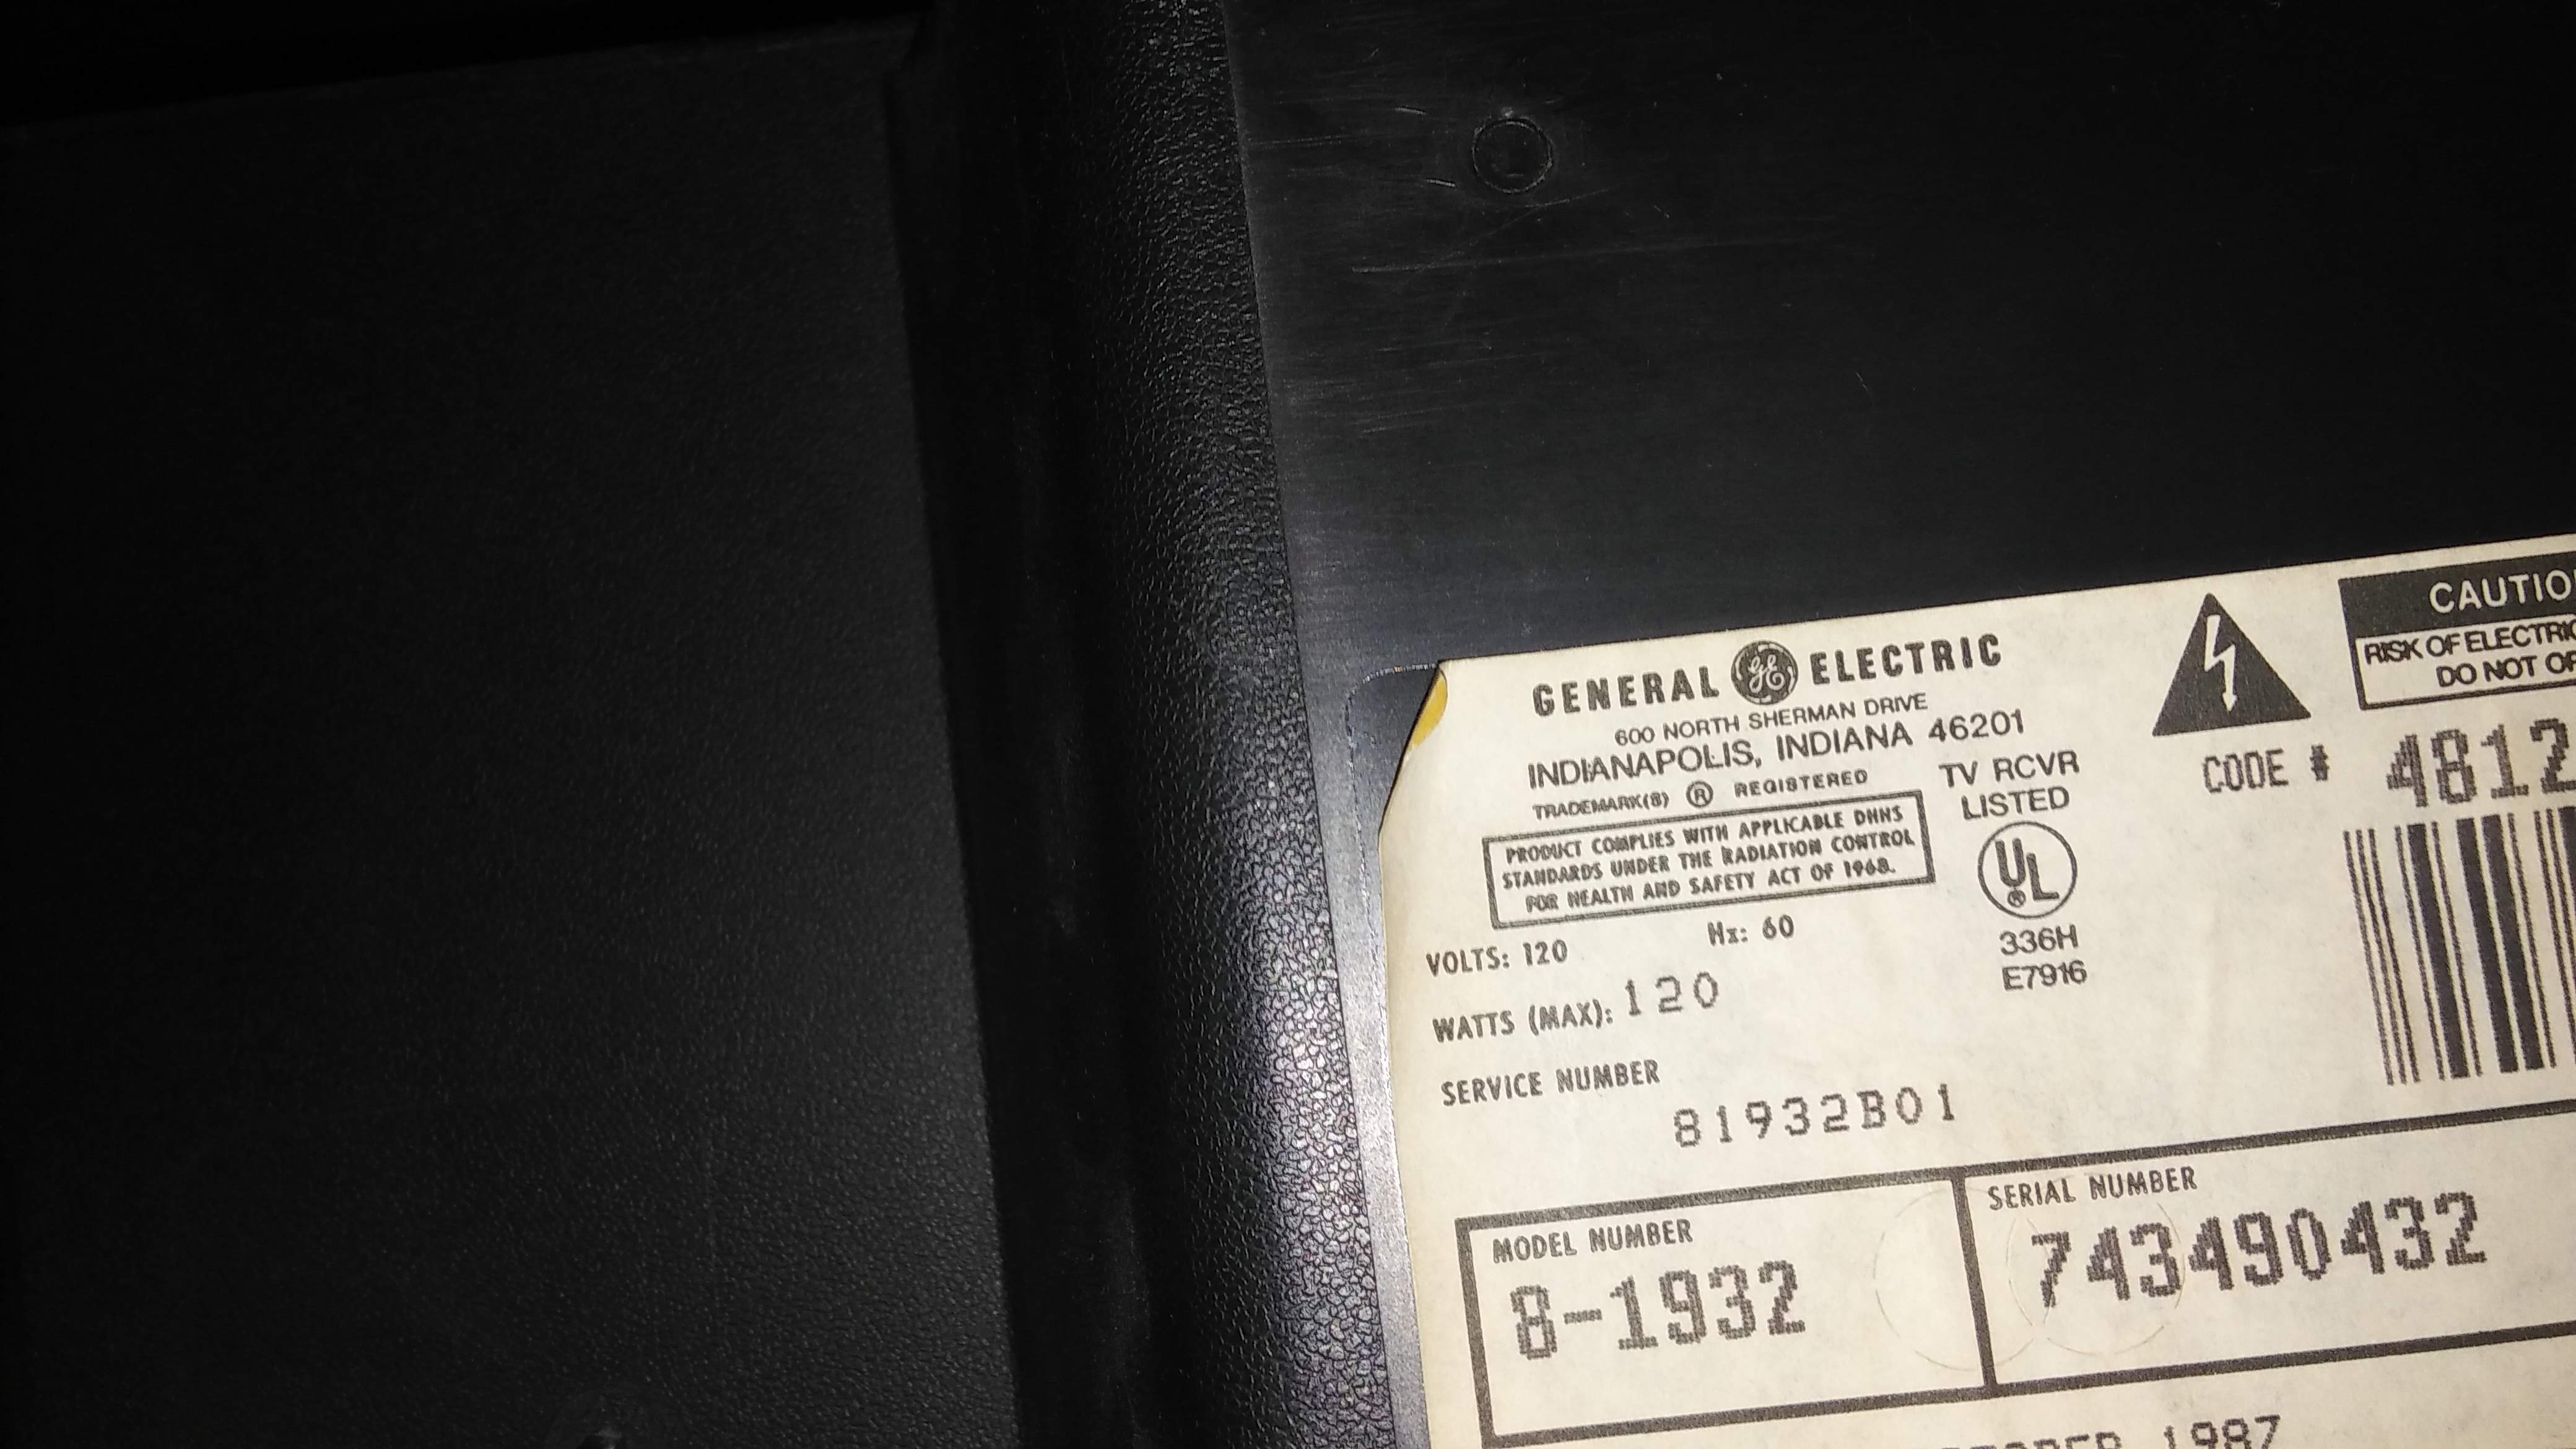 GENERAL GE ELECTRIC
600 NORTH SHERMAN DRIVE
INDIANAPOLIS, INDIANA 46201
TRADEMARK(S) ® REGISTERED
PRODUCT COMPLIES WITH APPLICABLE DHHS
STANDARDS UNDER THE RADIATION CONTROL
FOR HEALTH AND SAFETY ACT OF 1968.
TV RCVR
LISTED
UL ®
336H
E7916
VOLTS: 120 Hz: 60
WATTS (MAX): 120
SERVICE NUMBER
81932B01
CAUTIO
RISK OF ELECTRIC
DO NOT OP
CODE # 4812
MODEL NUMBER
8-1932
SERIAL NUMBER
743490432
1987